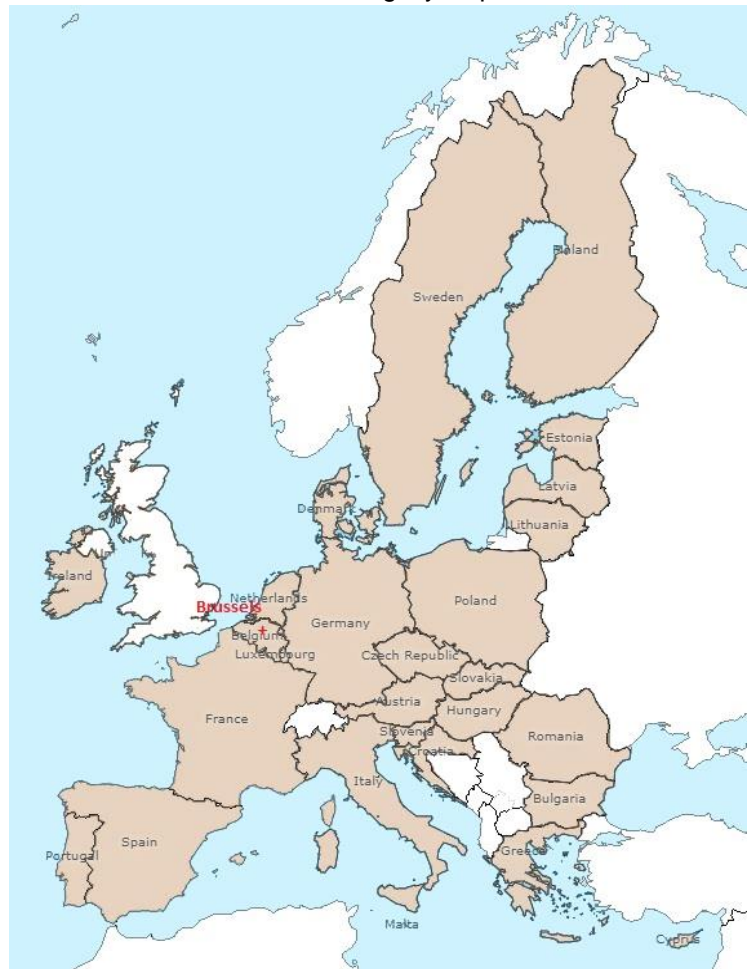 Finland
Sweden
Estonia
Latvia
Denmark
Lithuania
Ireland
Netherlands
Brussels
Poland
Germany
Belgium
Luxembourg
Czech Republic
Slovakia
Austria
Hungary
France
Slovenia
Romania
Croatia
Italy
Bulgaria
Spain
Greece
Portugal
Malta
Cyprus